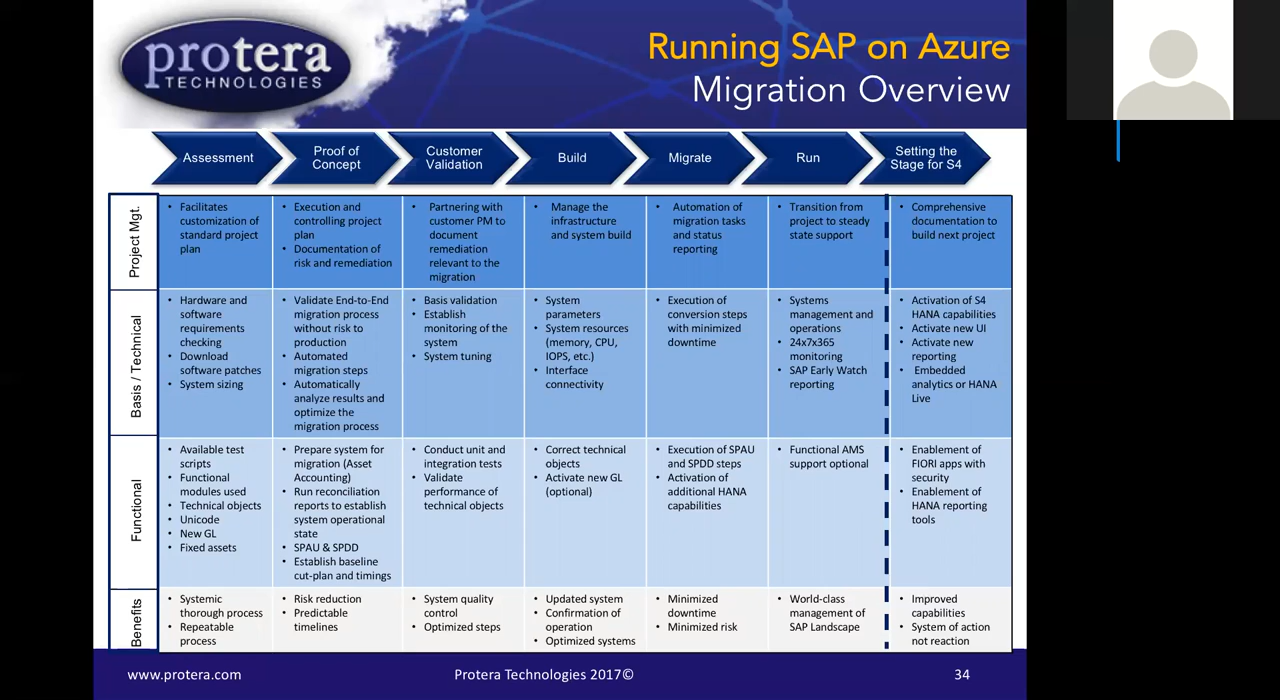 protera
TECHNOLOGIES
Running SAP on Azure
Migration Overview
Assessment
Proof of
Concept
Customer
Validation
Build
Migrate
Run
Setting the
Stage for S4
Project Mgt.
• Facilitates
customization of
standard project
plan
• Execution and
controlling project
plan
• Documentation of
risk and remediation
• Partnering with
customer PM to
document
remediation
relevant to the
migration
• Manage the
infrastructure
and system build
• Automation of
migration tasks
and status
reporting
• Transition from
project to steady
state support
• Comprehensive
documentation to
build next project
Basis / Technical
• Hardware and
software
requirements
checking
• Download
software patches
• System sizing
• Validate End-to-End
migration process
without risk to
production
• Automated
migration steps
• Automatically
analyze results and
optimize the
migration process
• Basis validation
• Establish
monitoring of the
system
• System tuning
• System
parameters
• System resources
(memory, CPU,
IOPS, etc.)
• Interface
connectivity
• Execution of
conversion steps
with minimized
downtime
• Systems
management and
operations
• 24x7x365
monitoring
• SAP Early Watch
reporting
• Activation of S4
HANA capabilities
• Activate new UI
• Activate new
reporting
• Embedded
analytics or HANA
Live
Functional
• Available test
scripts
• Functional
modules used
• Technical objects
• Unicode
• New GL
• Fixed assets
• Prepare system for
migration (Asset
Accounting)
• Run reconciliation
reports to establish
system operational
state
• SPAU & SPDD
• Establish baseline
cut-plan and timings
• Conduct unit and
integration tests
• Validate
performance of
technical objects
• Correct technical
objects
• Activate new GL
(optional)
• Execution of SPAU
and SPDD steps
• Activation of
additional HANA
capabilities
• Functional AMS
support optional
• Enablement of
FIORI apps with
security
• Enablement of
HANA reporting
tools
Benefits
• Systemic
thorough process
• Repeatable
process
• Risk reduction
• Predictable
timelines
• System quality
control
• Optimized steps
• Updated system
• Confirmation of
operation
• Optimized systems
• Minimized
downtime
• Minimized risk
• World-class
management of
SAP Landscape
• Improved
capabilities
• System of action
not reaction
www.protera.com
Protera Technologies 2017©
34